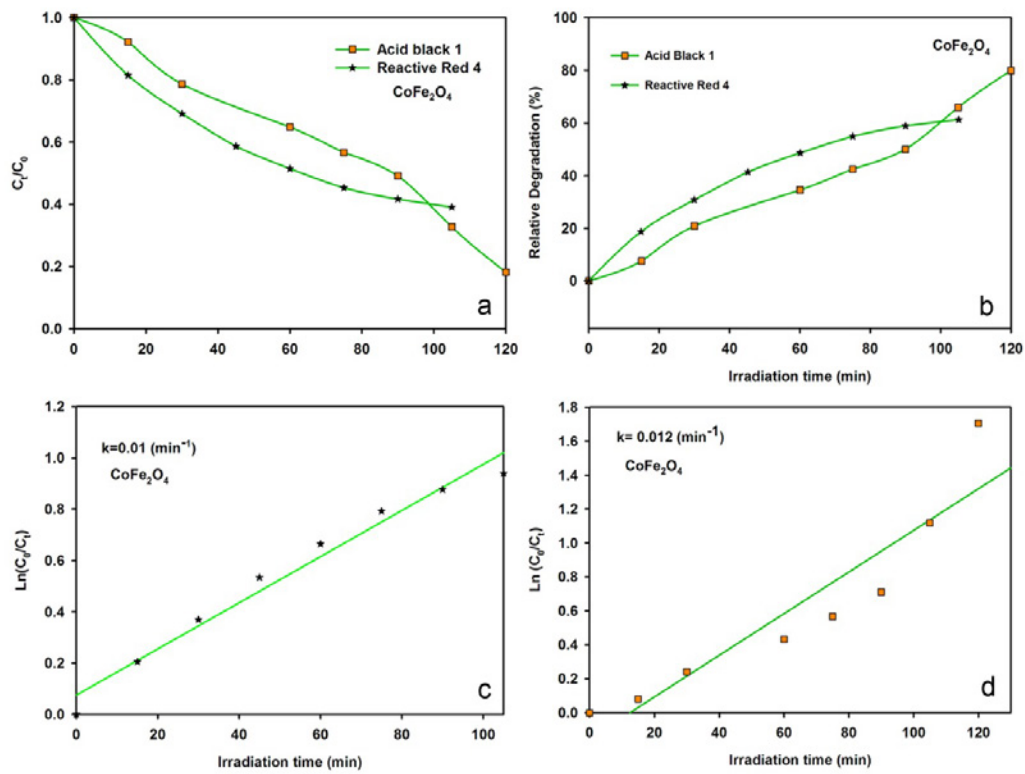 1.0
0.8
0.6
0.4
0.2
0.0
Cₜ/C₀
Acid black 1
Reactive Red 4
CoFe₂O₄
a
0 20 40 60 80 100 120
100
80
60
40
20
0
Relative Degradation (%)
CoFe₂O₄
Acid Black 1
Reactive Red 4
b
0 20 40 60 80 100 120
Irradiation time (min)
1.2
1.0
0.8
0.6
0.4
0.2
0.0
Ln(C₀/Cₜ)
k=0.01 (min⁻¹)
CoFe₂O₄
c
0 20 40 60 80 100
Irradiation time (min)
1.8
1.6
1.4
1.2
1.0
0.8
0.6
0.4
0.2
0.0
Ln (C₀/Cₜ)
k= 0.012 (min⁻¹)
CoFe₂O₄
d
0 20 40 60 80 100 120
Irradiation time (min)